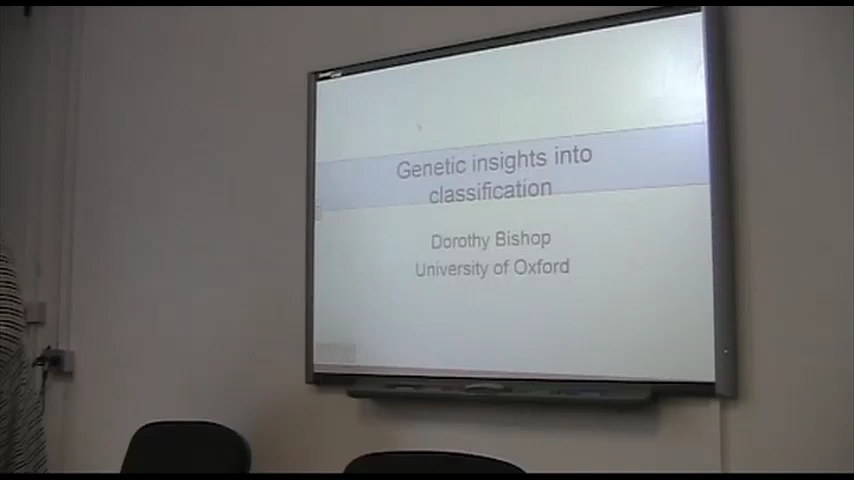 Genetic insights into
classification
Dorothy Bishop
University of Oxford